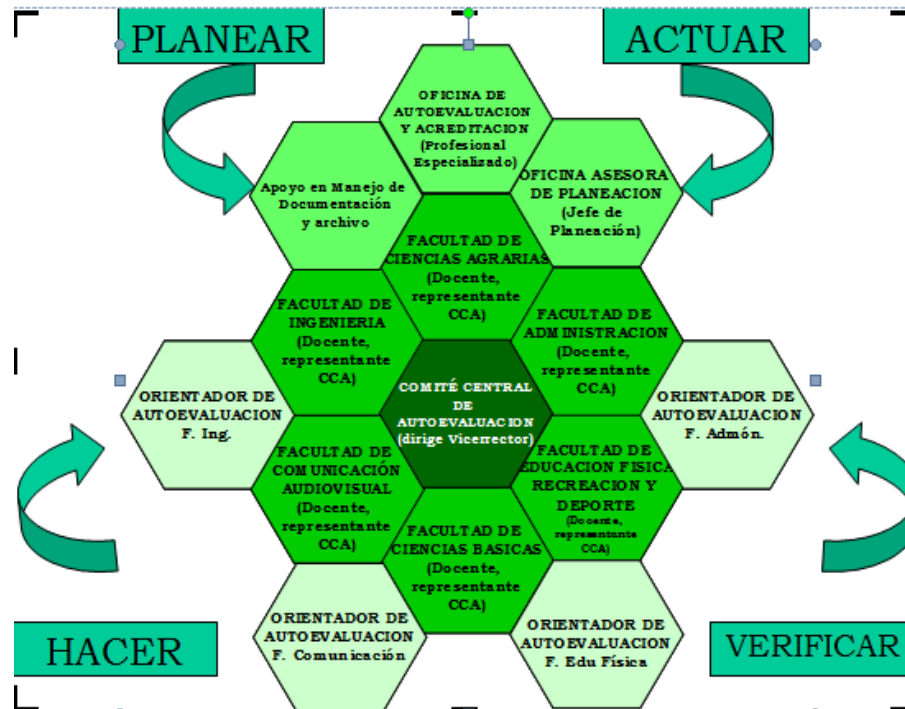 PLANEAR
ACTUAR
OFICINA DE
AUTOEVALUACION
Y ACREDITACION
(Profesional
Especializado)
Apoyo en Manejo de
Documentación
y archivo
OFICINA ASESORA
DE PLANEACION
(Jefe de
Planeación)
FACULTAD DE
CIENCIAS AGRARIAS
(Docente,
representante
CCA)
FACULTAD DE
INGENIERIA
(Docente,
representante
CCA)
FACULTAD DE
ADMINISTRACION
(Docente,
representante
CCA)
ORIENTADOR DE
AUTOEVALUACION
F. Ing.
COMITÉ CENTRAL
DE
AUTOEVALUACION
(dirige Vicerrector)
ORIENTADOR DE
AUTOEVALUACION
F. Admón.
FACULTAD DE
COMUNICACIÓN
AUDIOVISUAL
(Docente,
representante
CCA)
FACULTAD DE
EDUCACION FISICA
RECREACION Y
DEPORTE
(Docente,
representante
CCA)
FACULTAD DE
CIENCIAS BASICAS
(Docente,
representante
CCA)
ORIENTADOR DE
AUTOEVALUACION
F. Comunicación
ORIENTADOR DE
AUTOEVALUACION
F. Edu Física
HACER
VERIFICAR